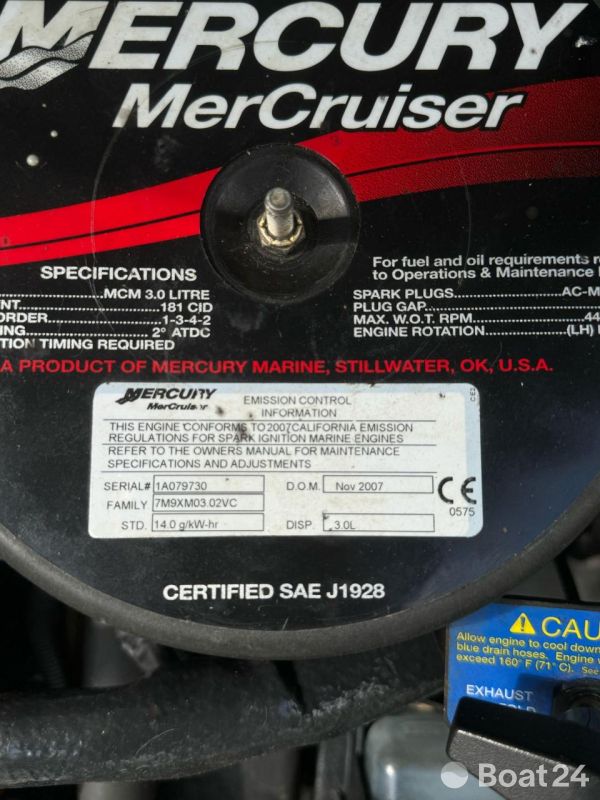 MERCURY
MerCruiser
SPECIFICATIONS
MCM 3.0 LITRE
181 CID
1-3-4-2
2° ATDC
TIMING REQUIRED
For fuel and oil requirements
to Operations & Maintenance
SPARK PLUGS
PLUG GAP
MAX. W.O.T. RPM
ENGINE ROTATION (LH)
A PRODUCT OF MERCURY MARINE, STILLWATER, OK, U.S.A.
MERCURY
MerCruiser
EMISSION CONTROL
INFORMATION
THIS ENGINE CONFORMS TO 2007CALIFORNIA EMISSION
REGULATIONS FOR SPARK IGNITION MARINE ENGINES
REFER TO THE OWNERS MANUAL FOR MAINTENANCE
SPECIFICATIONS AND ADJUSTMENTS
SERIAL# 1A079730 D.O.M. Nov 2007
FAMILY 7M9XM03.02VC
STD. 14.0 g/kW-hr DISP. 3.0L
CE
0575
CERTIFIED SAE J1928
Allow engine to cool down
blue drain hoses. Engine
exceed 160° F (71° C). See
EXHAUST
Boat24